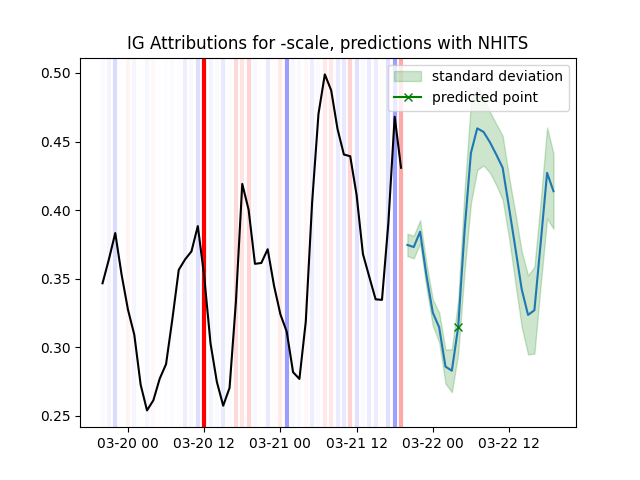 IG Attributions for -scale, predictions with NHITS
standard deviation
predicted point
0.50
0.45
0.40
0.35
0.30
0.25
03-20 00 03-20 12 03-21 00 03-21 12 03-22 00 03-22 12